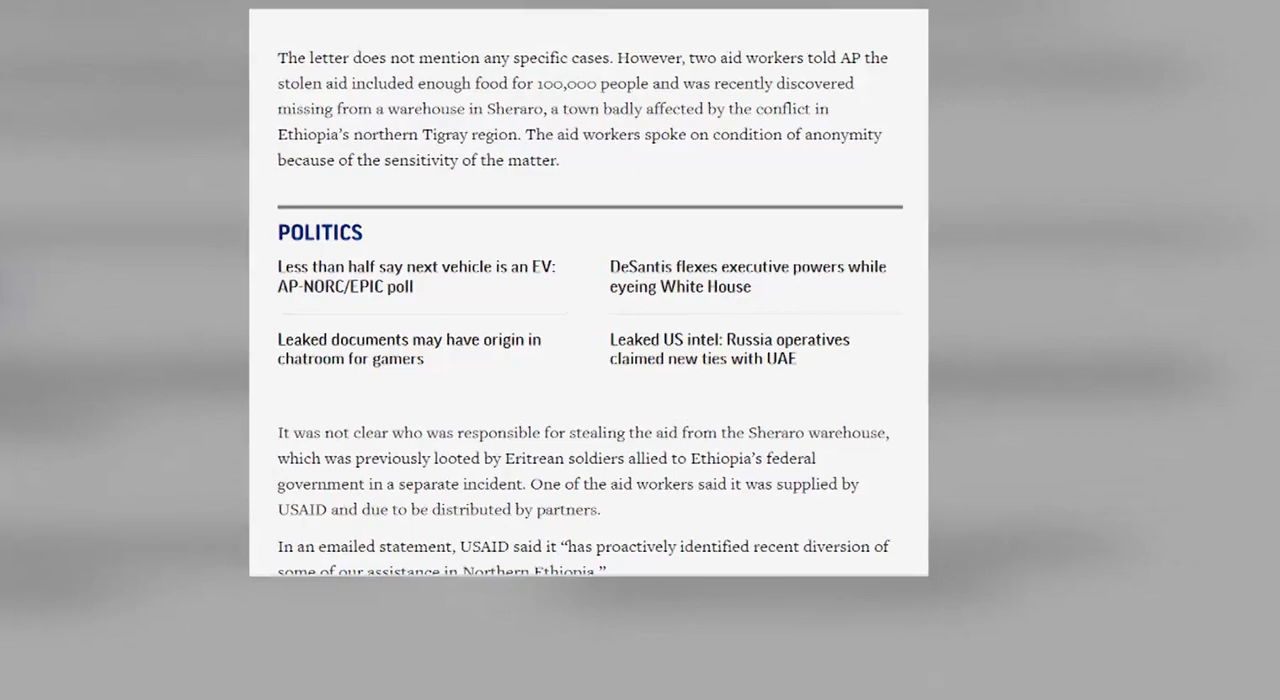 The letter does not mention any specific cases. However, two aid workers told AP the
stolen aid included enough food for 100,000 people and was recently discovered
missing from a warehouse in Sheraro, a town badly affected by the conflict in
Ethiopia's northern Tigray region. The aid workers spoke on condition of anonymity
because of the sensitivity of the matter.
POLITICS
Less than half say next vehicle is an EV:
AP-NORC/EPIC poll
DeSantis flexes executive powers while
eyeing White House
Leaked documents may have origin in
chatroom for gamers
Leaked US intel: Russia operatives
claimed new ties with UAE
It was not clear who was responsible for stealing the aid from the Sheraro warehouse,
which was previously looted by Eritrean soldiers allied to Ethiopia's federal
government in a separate incident. One of the aid workers said it was supplied by
USAID and due to be distributed by partners.
In an emailed statement, USAID said it “has proactively identified recent diversion of
some of our assistance in Northern Ethiopia.”